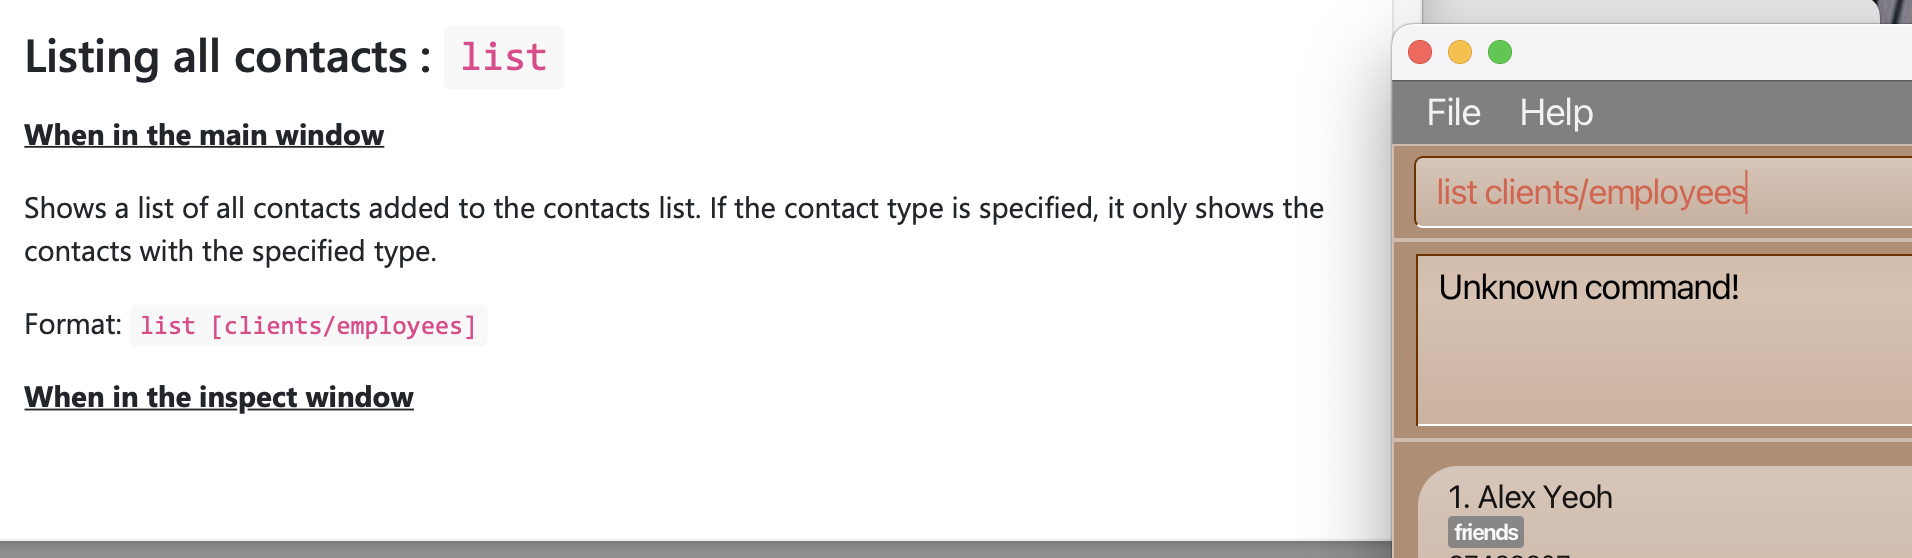 Listing all contacts : list
When in the main window
Shows a list of all contacts added to the contacts list. If the contact type is specified, it only shows the
contacts with the specified type.
Format: list [clients/employees]
When in the inspect window
File Help
list clients/employees
Unknown command!
1. Alex Yeoh
friends